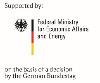 Supported by:
Federal Ministry
for Economic Affairs
and Energy
on the basis of a decision
by the German Bundestag